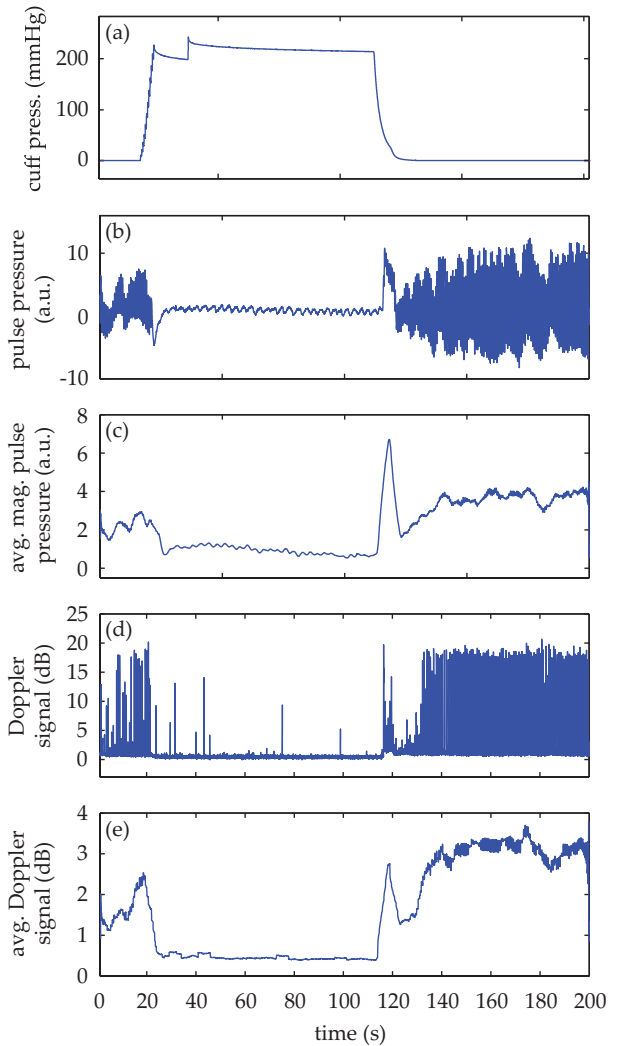 (a)
cuff press. (mmHg)
200
100
0
(b)
pulse pressure
(a.u.)
10
0
-10
(c)
avg. mag. pulse
pressure (a.u.)
8
6
4
2
0
(d)
Doppler
signal (dB)
25
20
15
10
5
0
(e)
avg. Doppler
signal (dB)
4
3
2
1
0
0 20 40 60 80 100 120 140 160 180 200
time (s)